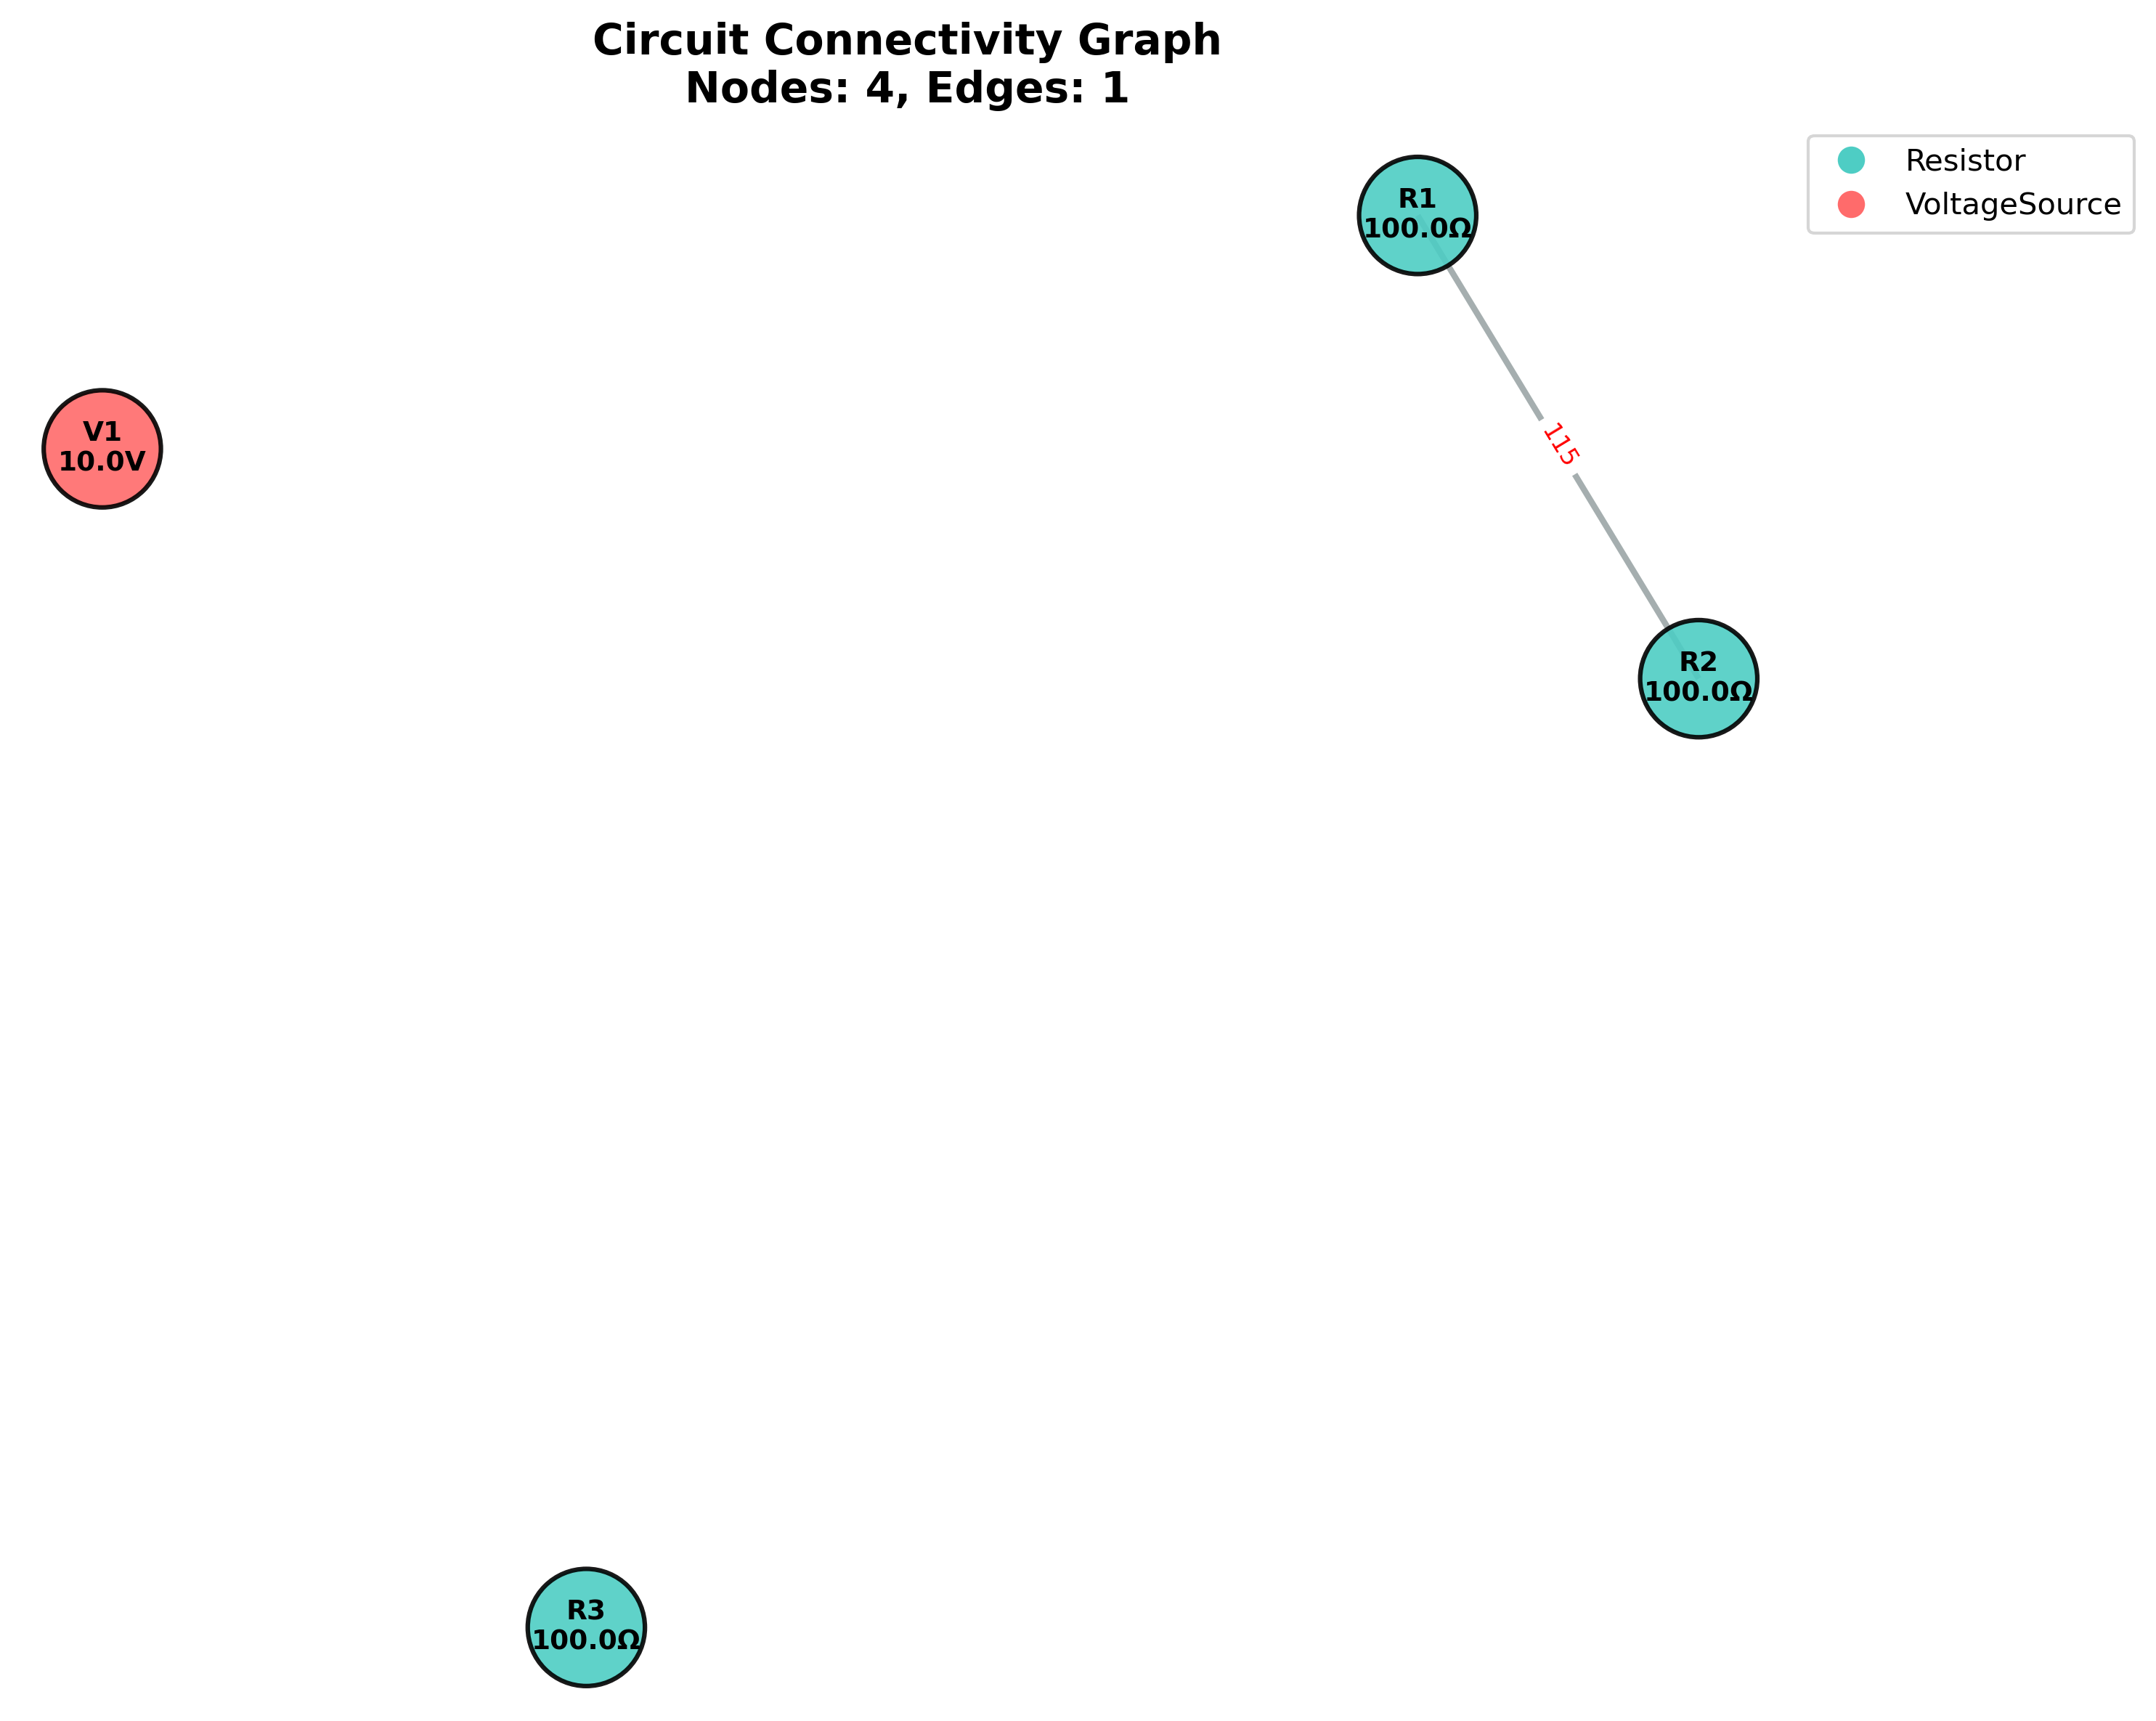 Circuit Connectivity Graph
Nodes: 4, Edges: 1
Resistor
VoltageSource
R1
100.0Ω
V1
10.0V
115
R2
100.0Ω
R3
100.0Ω